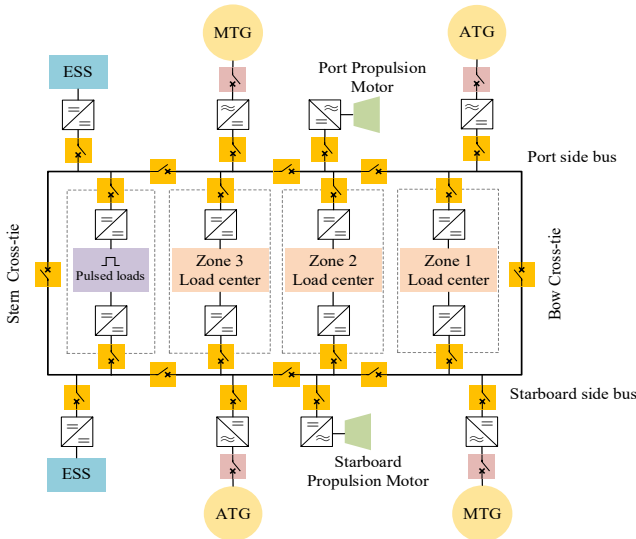 MTG
ATG
ESS
Port Propulsion
Motor
Port side bus
Stern Cross-tie
Pulsed loads
Zone 3
Load center
Zone 2
Load center
Zone 1
Load center
Bow Cross-tie
Starboard side bus
ESS
Starboard
Propulsion Motor
ATG
MTG